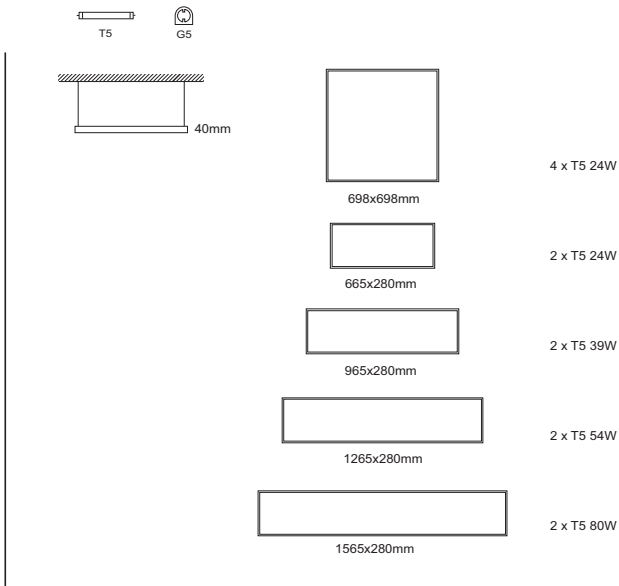 T5 G5
40mm
4 x T5 24W
698x698mm
2 x T5 24W
665x280mm
2 x T5 39W
965x280mm
2 x T5 54W
1265x280mm
2 x T5 80W
1565x280mm